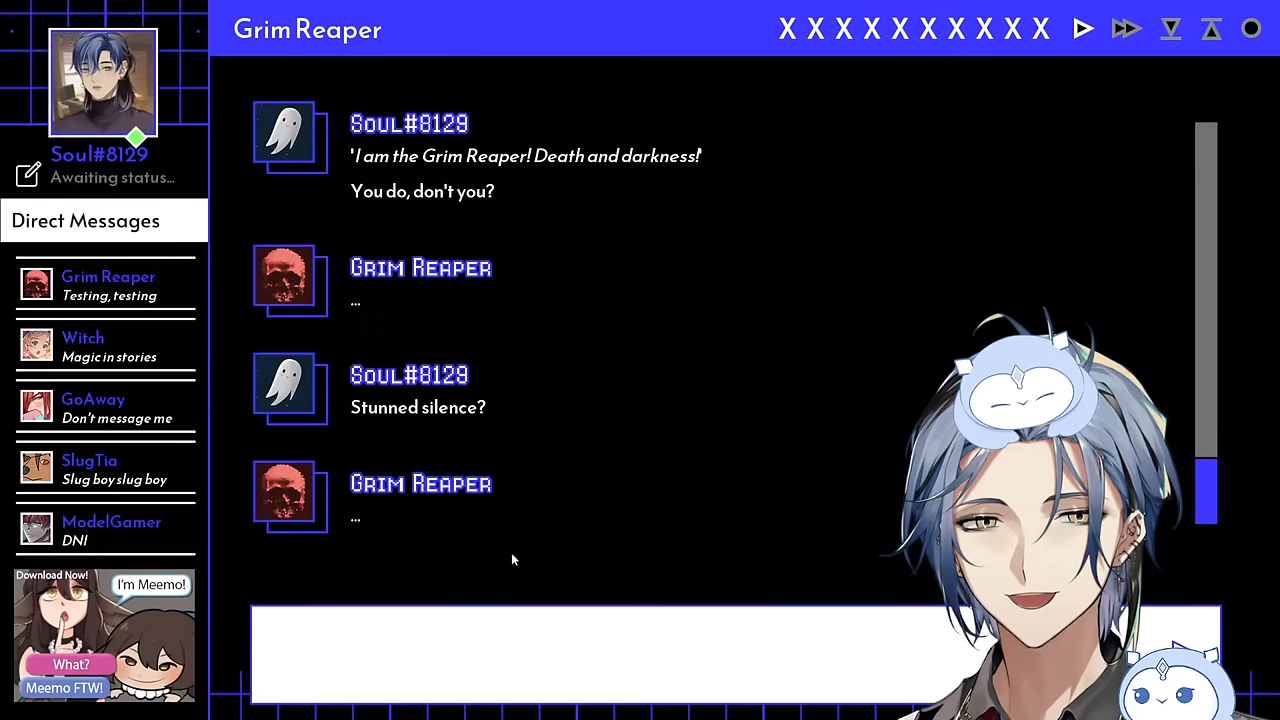 Grim Reaper
X X X X X X X X X X
Soul#8129
Awaiting status...
Direct Messages
Grim Reaper
Testing, testing
Witch
Magic in stories
GoAway
Don't message me
SlugTia
Slug boy slug boy
ModelGamer
DNI
Download Now!
I'm Meemo!
What?
Meemo FTW!
Soul#8129
'I am the Grim Reaper! Death and darkness!'
You do, don't you?
Grim Reaper
...
Soul#8129
Stunned silence?
Grim Reaper
...